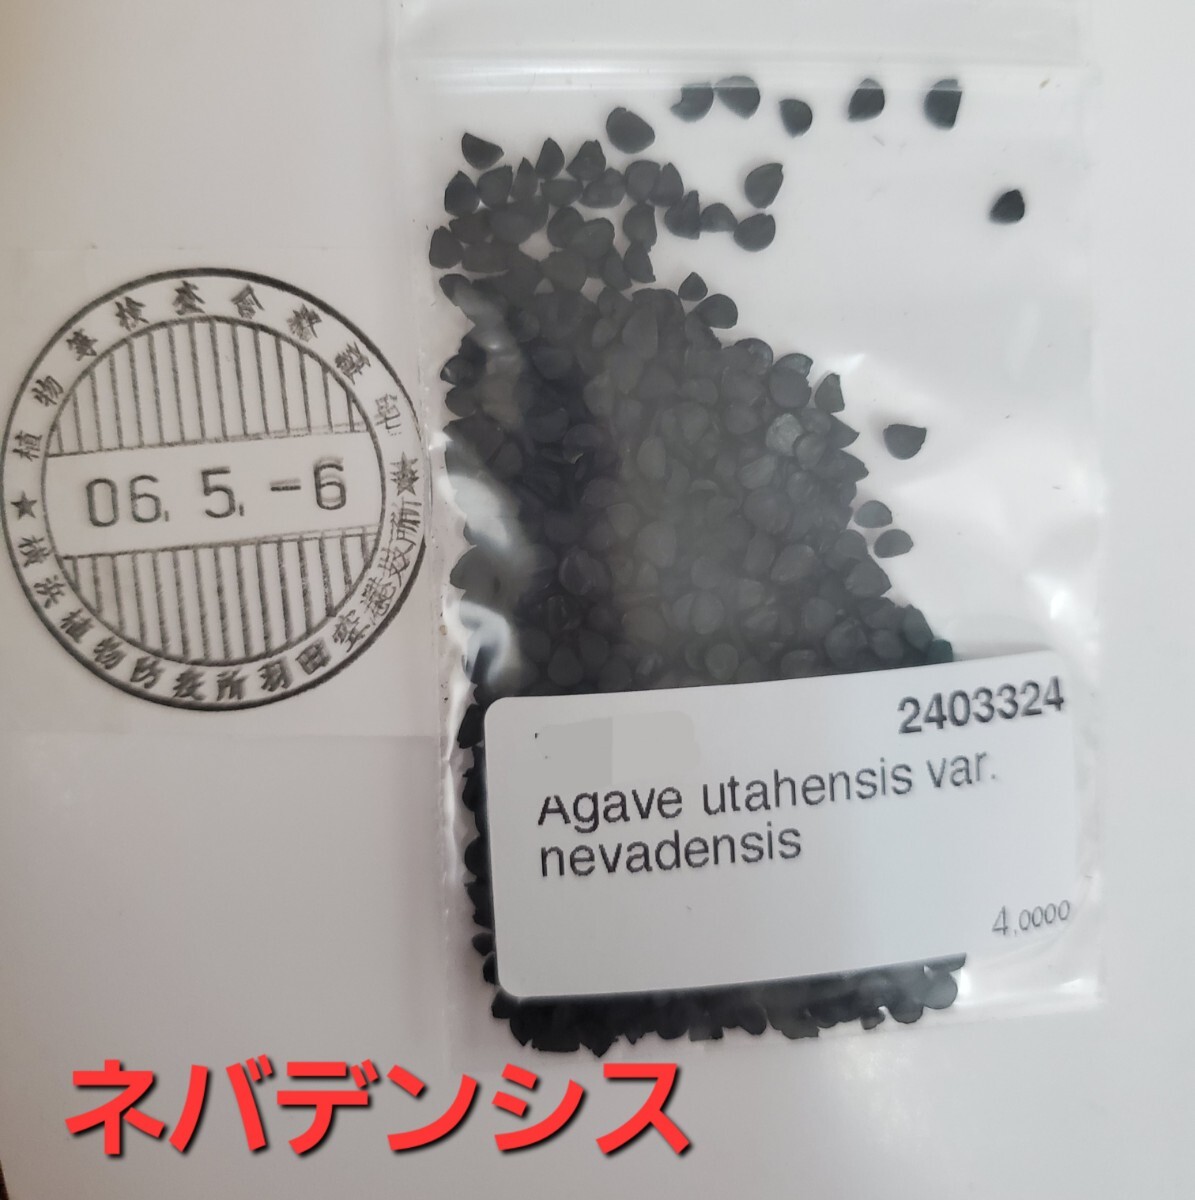 植物等検査合格証印
06. 5. -6
横浜植物防疫所羽田空港支所
2403324
Agave utahensis var.
nevadensis
4.0000
ネバデンシス